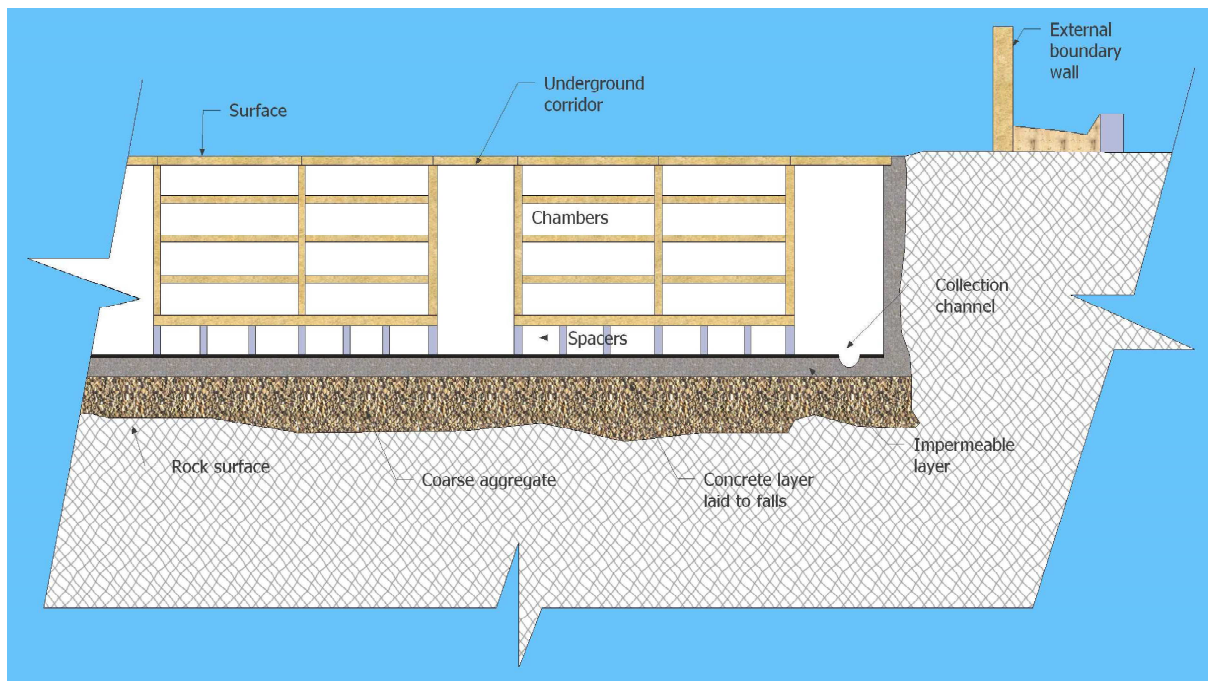 External
boundary
wall
Underground
corridor
Surface
Chambers
Collection
channel
Spacers
Impermeable
layer
Rock surface
Coarse aggregate
Concrete layer
laid to falls